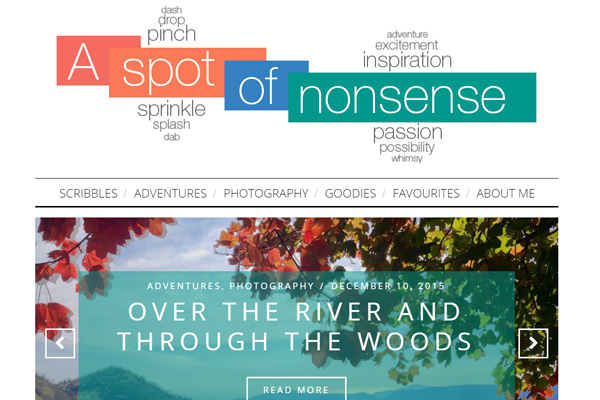 dash
drop
pinch
A spot of nonsense
sprinkle
splash
dab
adventure
excitement
inspiration
passion
possibility
whimsy
SCRIBBLES / ADVENTURES / PHOTOGRAPHY / GOODIES / FAVOURITES / ABOUT ME
ADVENTURES, PHOTOGRAPHY / DECEMBER 10, 2015
OVER THE RIVER AND
THROUGH THE WOODS
READ MORE